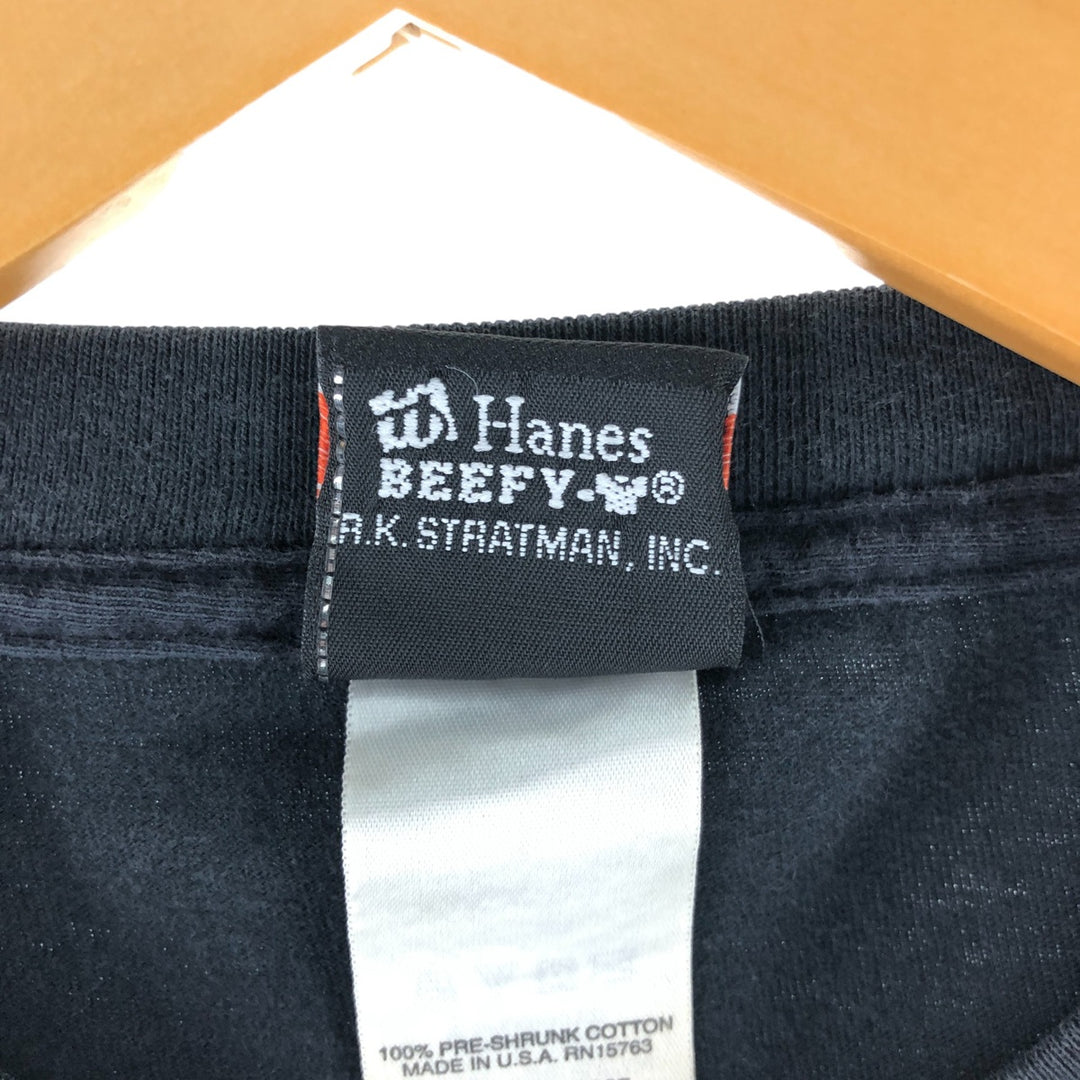 Hanes
BEEFY-T®
R.K. STRATMAN, INC.
100% PRE-SHRUNK COTTON
MADE IN U.S.A. RN15763